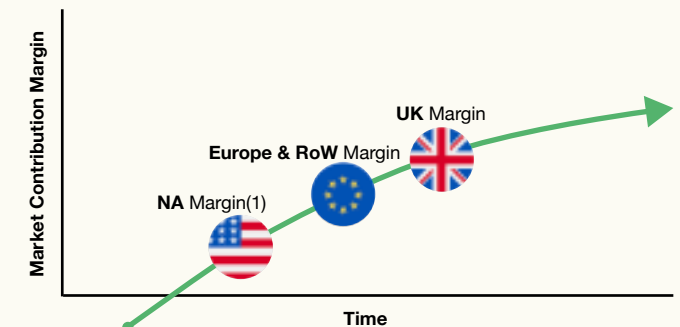 Market Contribution Margin
UK Margin
Europe & RoW Margin
NA Margin(1)
Time